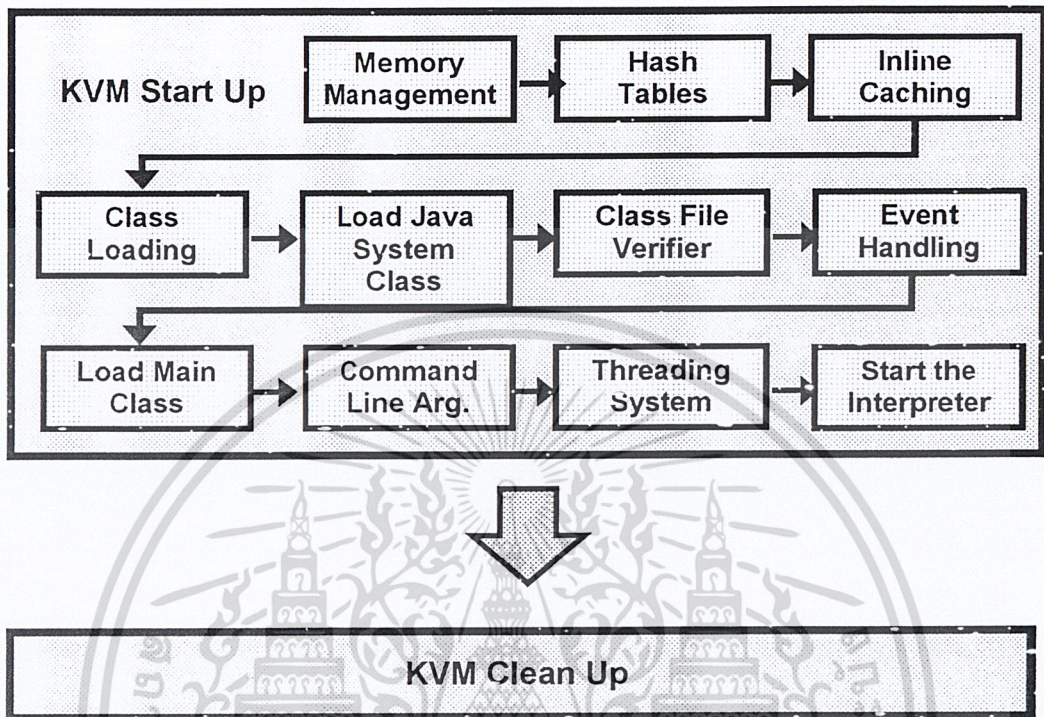 KVM Start Up
Memory
Management
Hash
Tables
Inline
Caching
Class
Loading
Load Java
System
Class
Class File
Verifier
Event
Handling
Load Main
Class
Command
Line Arg.
Threading
System
Start the
Interpreter
KVM Clean Up